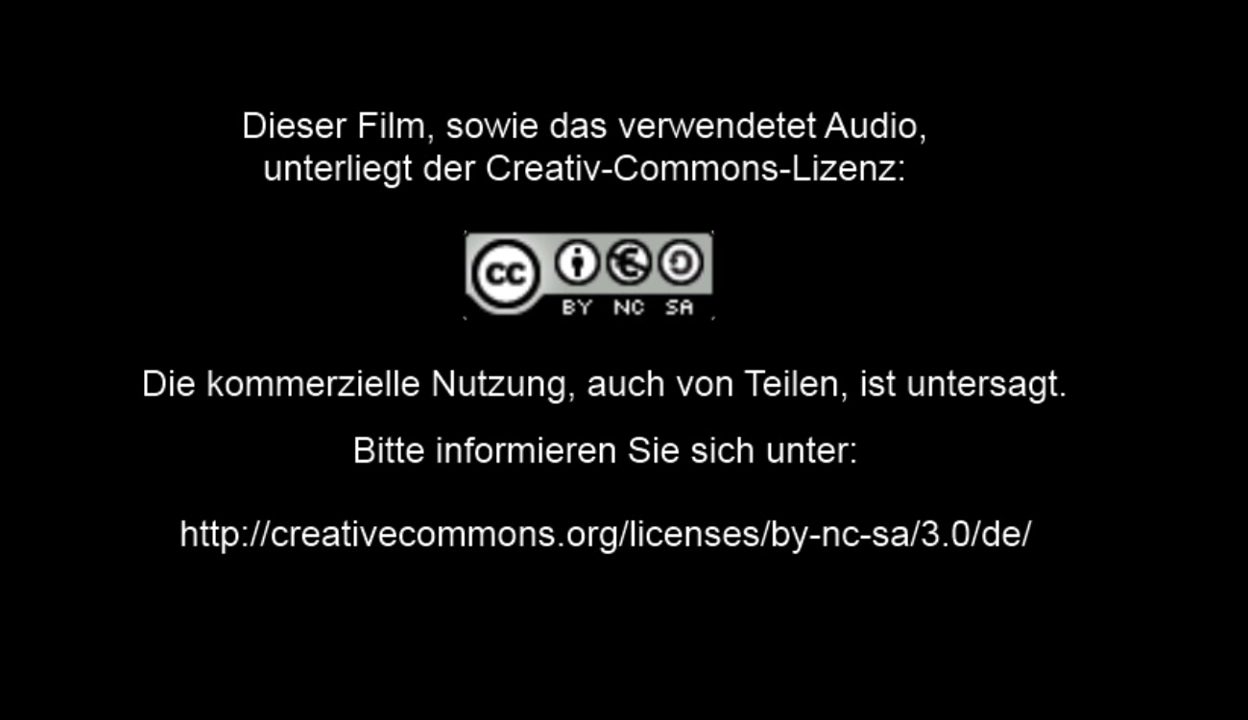 Dieser Film, sowie das verwendetet Audio,
unterliegt der Creativ-Commons-Lizenz:
cc
BY NC SA
Die kommerzielle Nutzung, auch von Teilen, ist untersagt.
Bitte informieren Sie sich unter:
http://creativecommons.org/licenses/by-nc-sa/3.0/de/